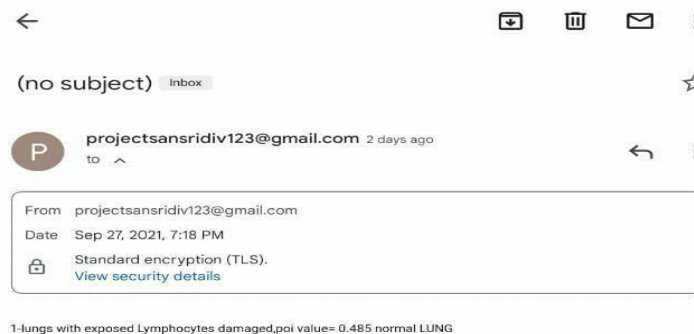 (no subject) Inbox
P
projectsansridiv123@gmail.com 2 days ago
to
From projectsansridiv123@gmail.com
Date Sep 27, 2021, 7:18 PM
Standard encryption (TLS).
View security details
1-lungs with exposed Lymphocytes damaged,poi value= 0.485 normal LUNG